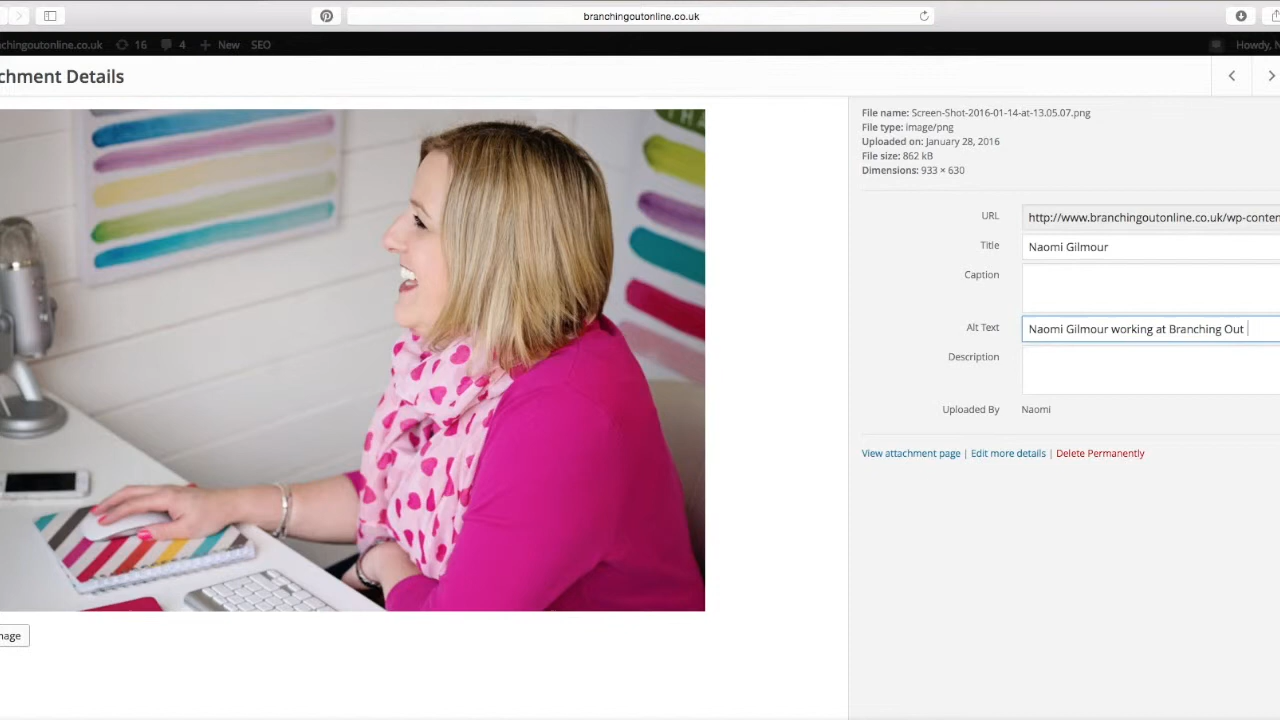 branchingoutonline.co.uk
chingoutonline.co.uk 16 4 + New SEO Howdy, N
chment Details
File name: Screen-Shot-2016-01-14-at-13.05.07.png
File type: image/png
Uploaded on: January 28, 2016
File size: 862 kB
Dimensions: 933 × 630
URL http://www.branchingoutonline.co.uk/wp-conten
Title Naomi Gilmour
Caption
Alt Text Naomi Gilmour working at Branching Out
Description
Uploaded By Naomi
View attachment page | Edit more details | Delete Permanently
THA
mage